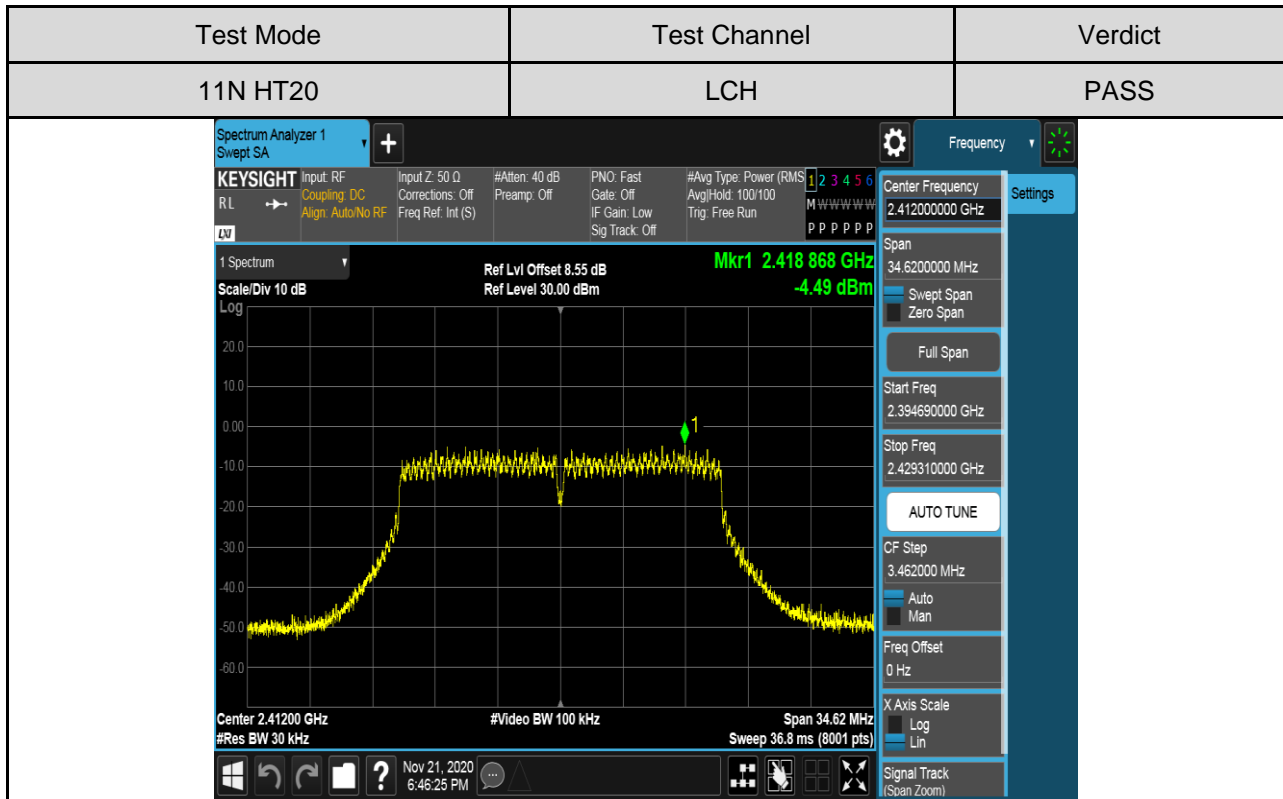 Test Mode Test Channel Verdict
11N HT20 LCH PASS
Spectrum Analyzer 1
Swept SA
+
Frequency
KEYSIGHT
RL
LXI
Input: RF
Coupling: DC
Align: Auto/No RF
Input Z: 50 Ω
Corrections: Off
Freq Ref: Int (S)
#Atten: 40 dB
Preamp: Off
PNO: Fast
Gate: Off
IF Gain: Low
Sig Track: Off
#Avg Type: Power (RMS
Avg|Hold: 100/100
Trig: Free Run
1 2 3 4 5 6
M W W W W W
P P P P P P
1 Spectrum
Scale/Div 10 dB
Log
Ref Lvl Offset 8.55 dB
Ref Level 30.00 dBm
Mkr1 2.418 868 GHz
-4.49 dBm
20.0
10.0
0.00
-10.0
-20.0
-30.0
-40.0
-50.0
-60.0
1
Center 2.41200 GHz
#Res BW 30 kHz
#Video BW 100 kHz
Span 34.62 MHz
Sweep 36.8 ms (8001 pts)
Center Frequency
2.412000000 GHz
Settings
Span
34.6200000 MHz
Swept Span
Zero Span
Full Span
Start Freq
2.394690000 GHz
Stop Freq
2.429310000 GHz
AUTO TUNE
CF Step
3.462000 MHz
Auto
Man
Freq Offset
0 Hz
X Axis Scale
Log
Lin
Signal Track
(Span Zoom)
?
Nov 21, 2020
6:46:25 PM